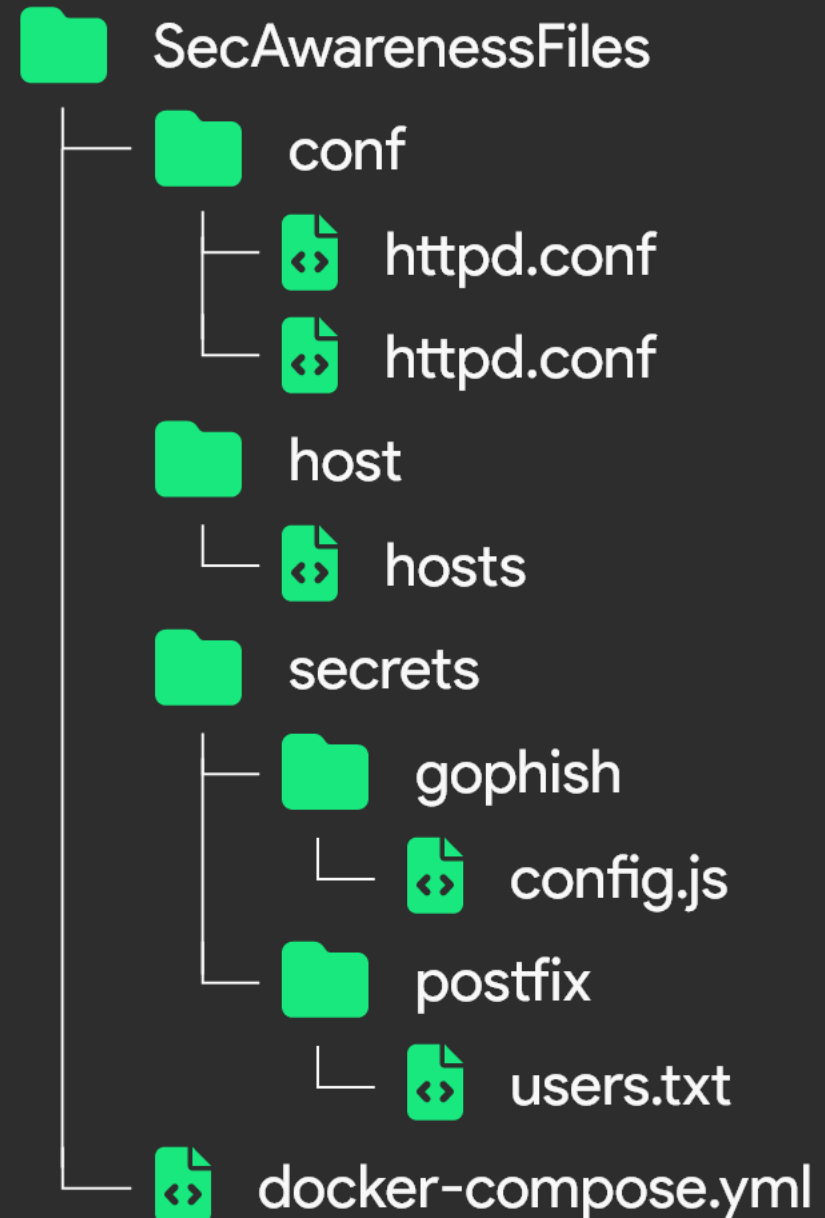 SecAwarenessFiles
conf
httpd.conf
httpd.conf
host
hosts
secrets
gophish
config.js
postfix
users.txt
docker-compose.yml